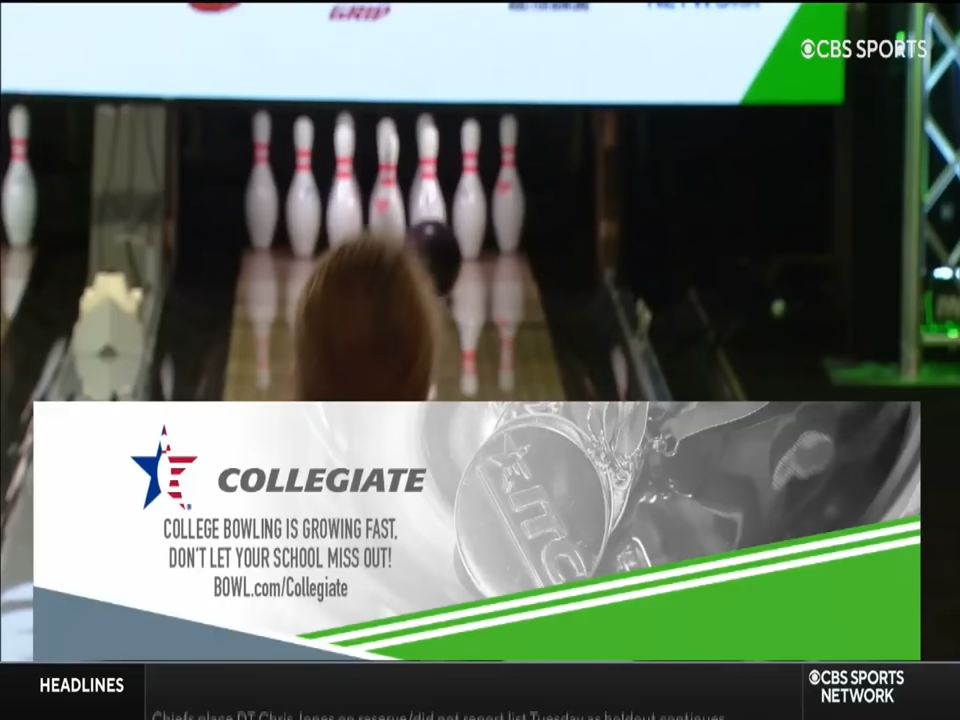 GRIP
CBS SPORTS
COLLEGIATE
COLLEGE BOWLING IS GROWING FAST,
DON'T LET YOUR SCHOOL MISS OUT!
BOWL.com/Collegiate
HEADLINES
CBS SPORTS
NETWORK
Chiefs place DT Chris Jones on reserve/did not report list Tuesday as holdout continues